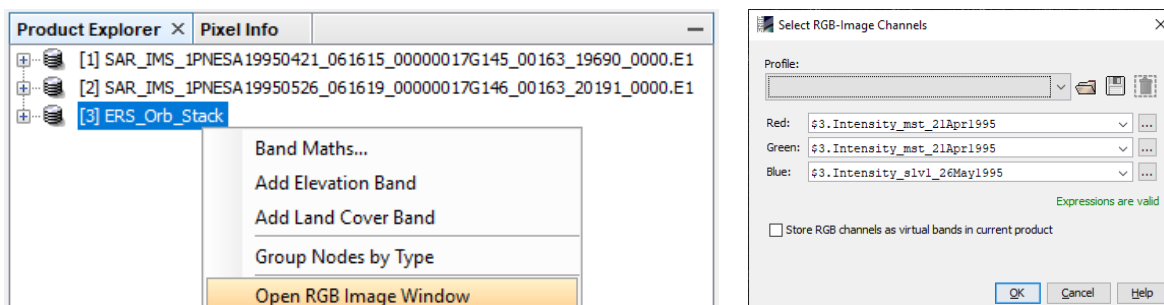 Product Explorer × Pixel Info
[1] SAR_IMS_1PNESA19950421_061615_00000017G145_00163_19690_0000.E1
[2] SAR_IMS_1PNESA19950526_061619_00000017G146_00163_20191_0000.E1
[3] ERS_Orb_Stack
Band Maths...
Add Elevation Band
Add Land Cover Band
Group Nodes by Type
Open RGB Image Window
Select RGB-Image Channels
Profile:
Red: $3.Intensity_mst_21Apr1995 ...
Green: $3.Intensity_mst_21Apr1995 ...
Blue: $3.Intensity_slv1_26May1995 ...
Expressions are valid
Store RGB channels as virtual bands in current product
OK Cancel Help